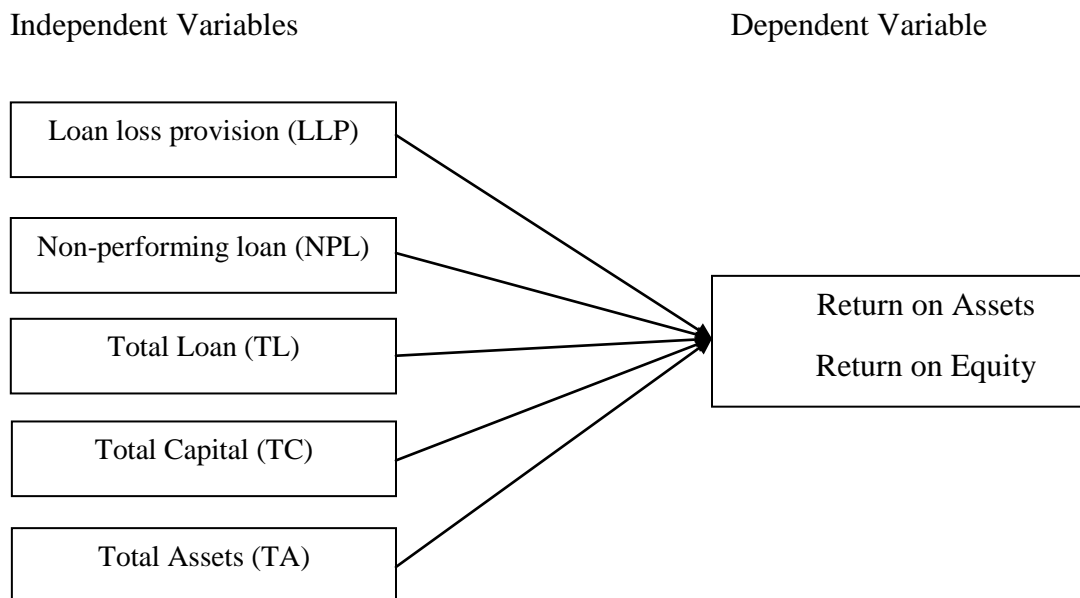 Independent Variables
Dependent Variable
Loan loss provision (LLP)
Non-performing loan (NPL)
Total Loan (TL)
Total Capital (TC)
Total Assets (TA)
Return on Assets
Return on Equity